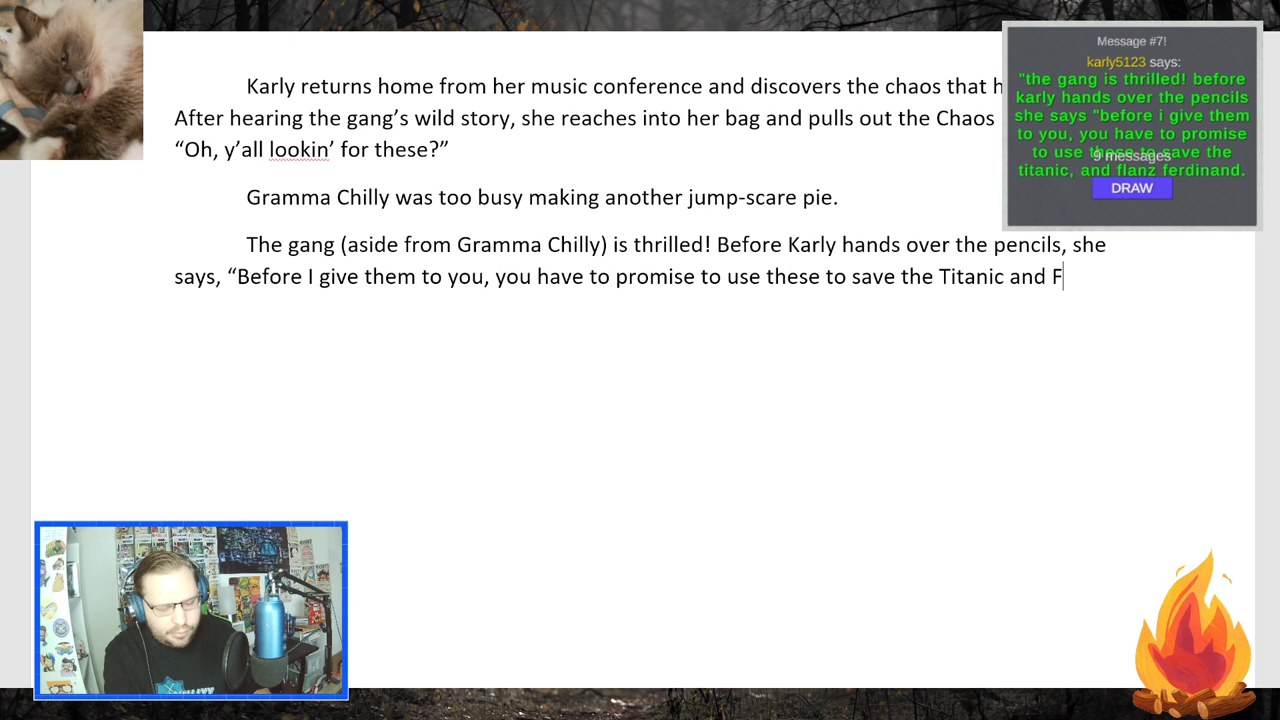 Karly returns home from her music conference and discovers the chaos that h
After hearing the gang’s wild story, she reaches into her bag and pulls out the Chaos
“Oh, y’all lookin’ for these?”
Gramma Chilly was too busy making another jump-scare pie.
The gang (aside from Gramma Chilly) is thrilled! Before Karly hands over the pencils, she
says, “Before I give them to you, you have to promise to use these to save the Titanic and F
Message #7!
karly5123 says:
"the gang is thrilled! before
karly hands over the pencils
she says "before i give them
to you, you have to promise
to use these to save the
9 messages
titanic, and flanz ferdinand.
DRAW